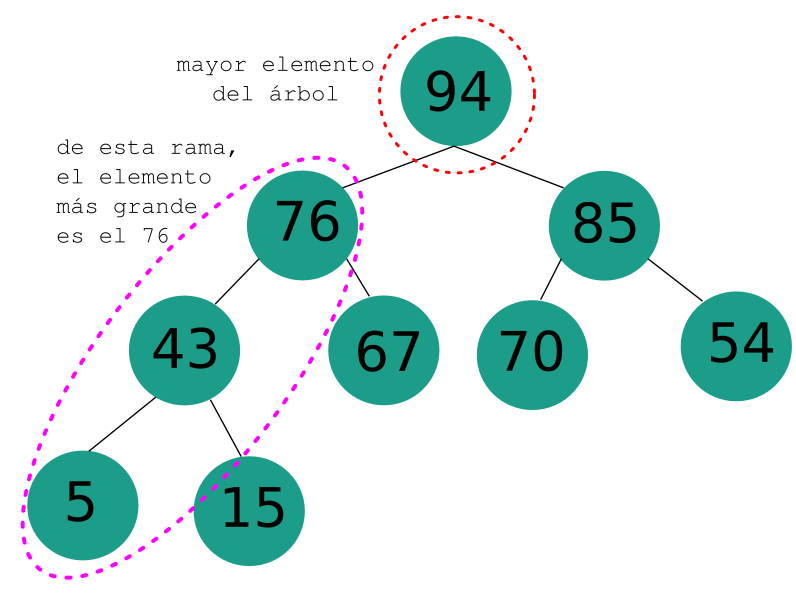 mayor elemento
del árbol
94
de esta rama,
el elemento
más grande
es el 76
76
85
43
67
70
54
5
15